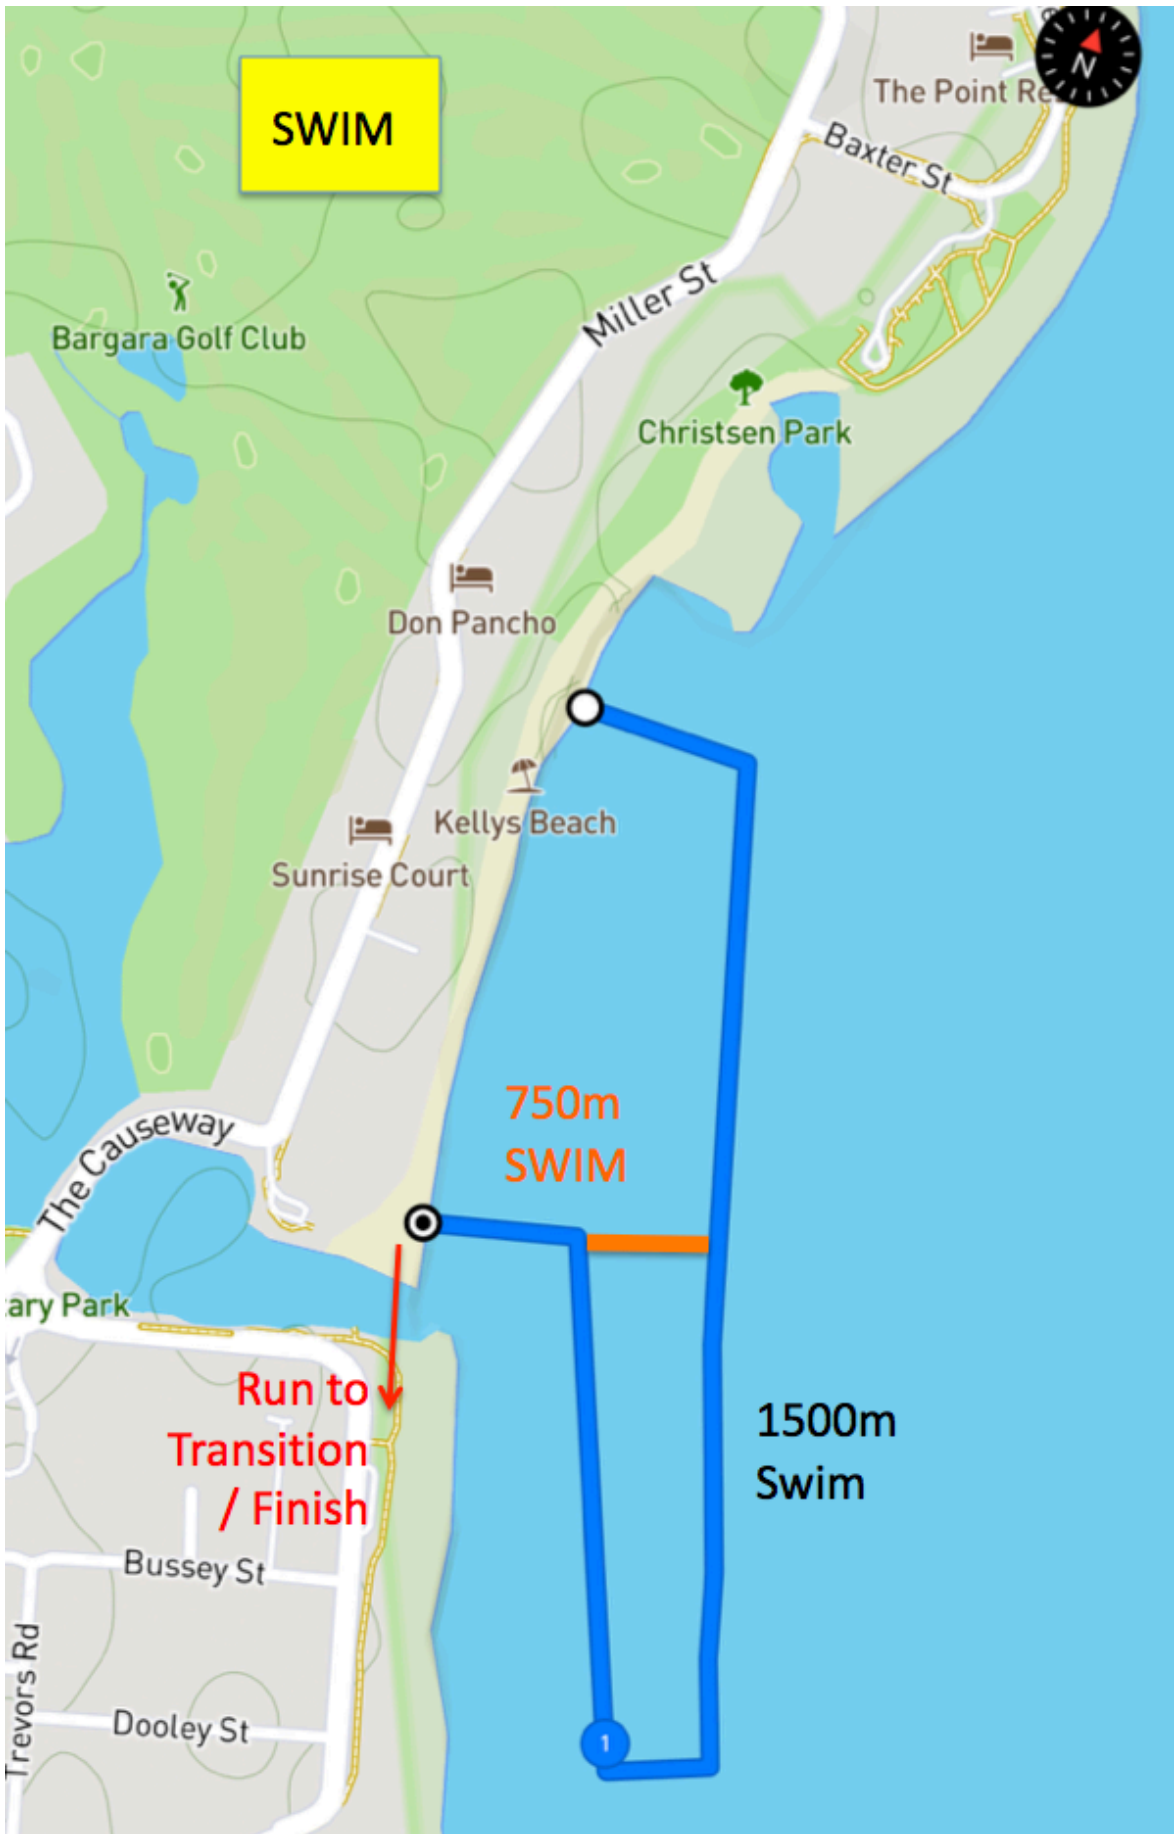 SWIM
N
The Point Re
Baxter St
Miller St
Bargara Golf Club
Christsen Park
Don Pancho
Kellys Beach
Sunrise Court
750m
SWIM
The Causeway
ary Park
Run to
Transition
/ Finish
1500m
Swim
Bussey St
Trevors Rd
Dooley St
1